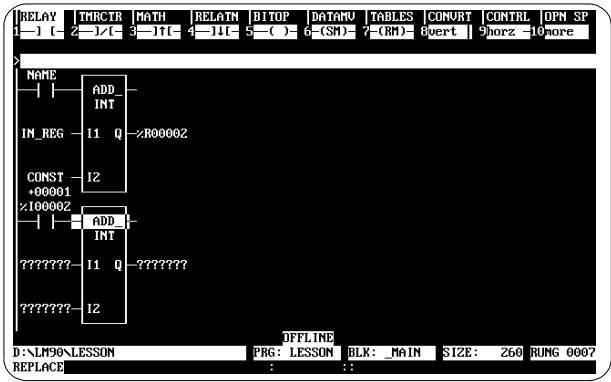 RELAY TMRCTR MATH RELATN BITOP DATAMV TABLES CONVRT CONTRL OPN SP
1—] [- 2—]/[- 3—]↑[- 4—]↓[- 5—( )- 6—(SM)- 7—(RM)- 8vert | 9horz —10more
>
NAME
ADD_
INT
IN_REG I1 Q %R00002
CONST I2
+00001
%I00002
ADD_
INT
??????? I1 Q ???????
??????? I2
OFFLINE
D:\LM90\LESSON PRG: LESSON BLK: _MAIN SIZE: 260 RUNG 0007
REPLACE : ::